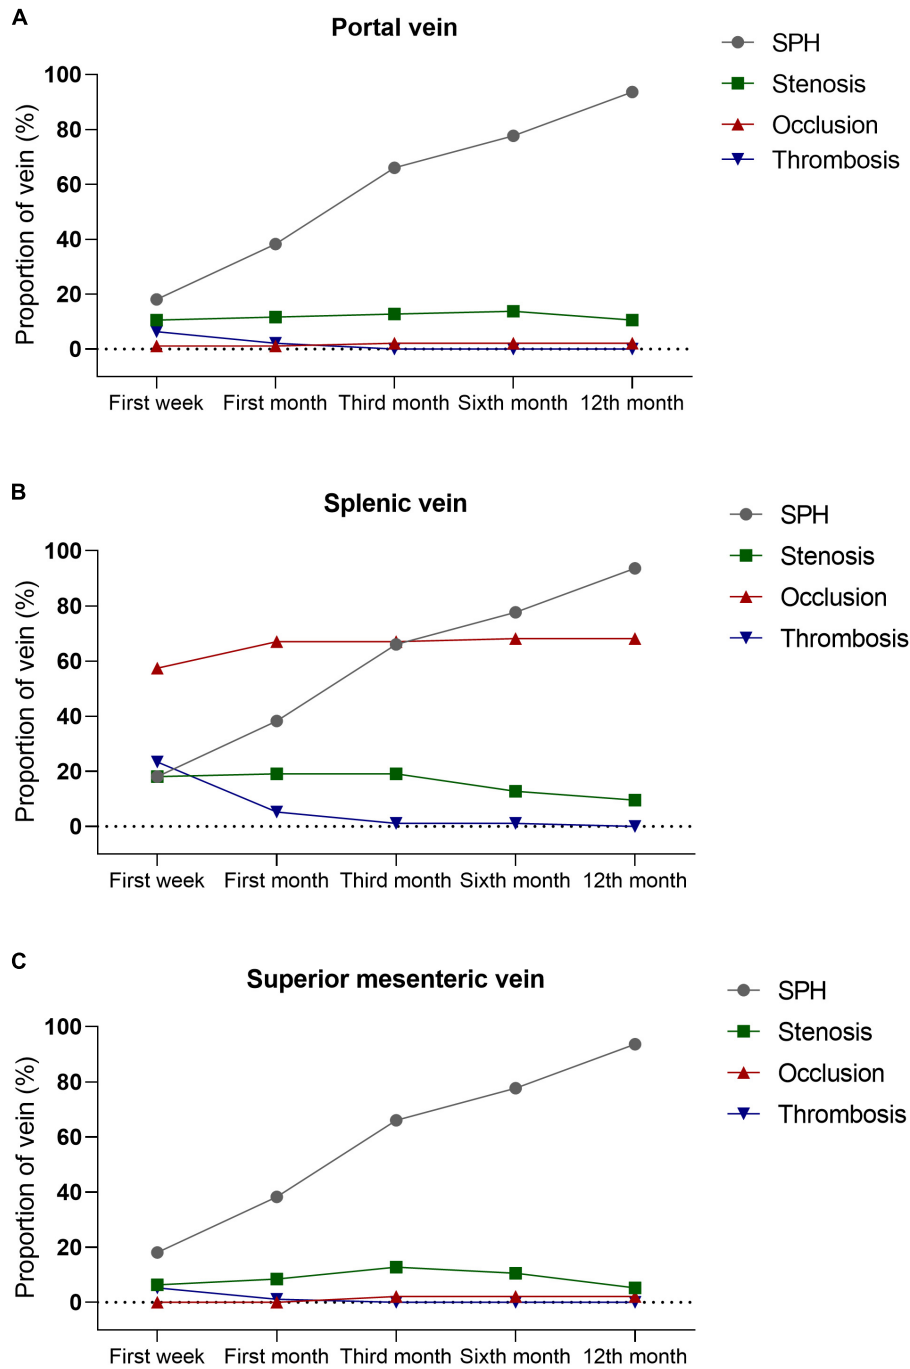 A
Portal vein
SPH
Stenosis
Occlusion
Thrombosis
Proportion of vein (%)
100
80
60
40
20
0
First week First month Third month Sixth month 12th month
B
Splenic vein
SPH
Stenosis
Occlusion
Thrombosis
Proportion of vein (%)
100
80
60
40
20
0
First week First month Third month Sixth month 12th month
C
Superior mesenteric vein
SPH
Stenosis
Occlusion
Thrombosis
Proportion of vein (%)
100
80
60
40
20
0
First week First month Third month Sixth month 12th month